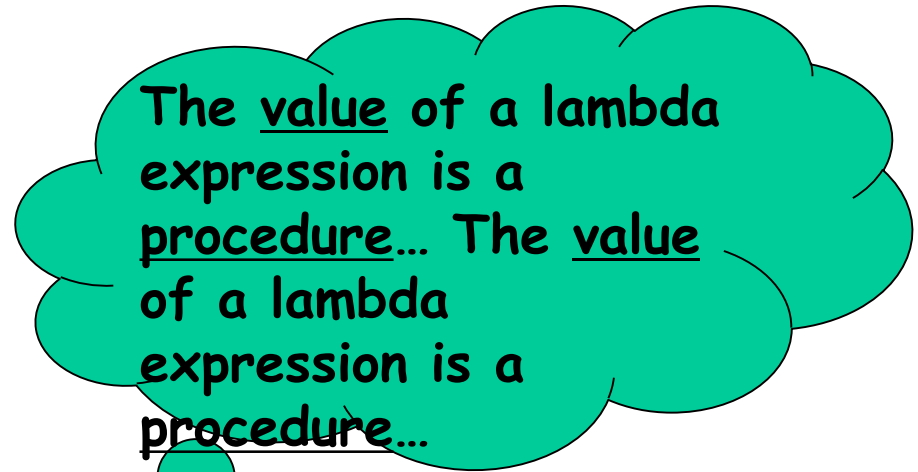 The value of a lambda
expression is a
procedure… The value
of a lambda
expression is a
procedure…